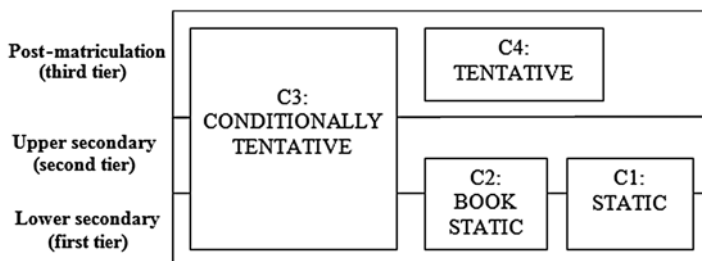 Post-matriculation
(third tier)
Upper secondary
(second tier)
Lower secondary
(first tier)
C3:
CONDITIONALLY
TENTATIVE
C4:
TENTATIVE
C2:
BOOK
STATIC
C1:
STATIC